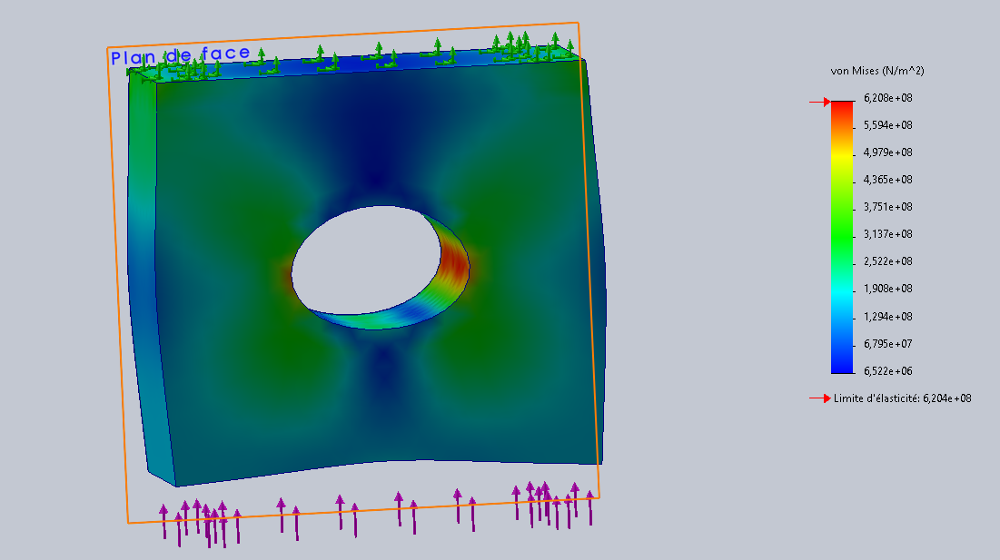 Plan de face
von Mises (N/m^2)
6,208e+08
5,594e+08
4,979e+08
4,365e+08
3,751e+08
3,137e+08
2,522e+08
1,908e+08
1,294e+08
6,795e+07
6,522e+06
Limite d'élasticité: 6,204e+08